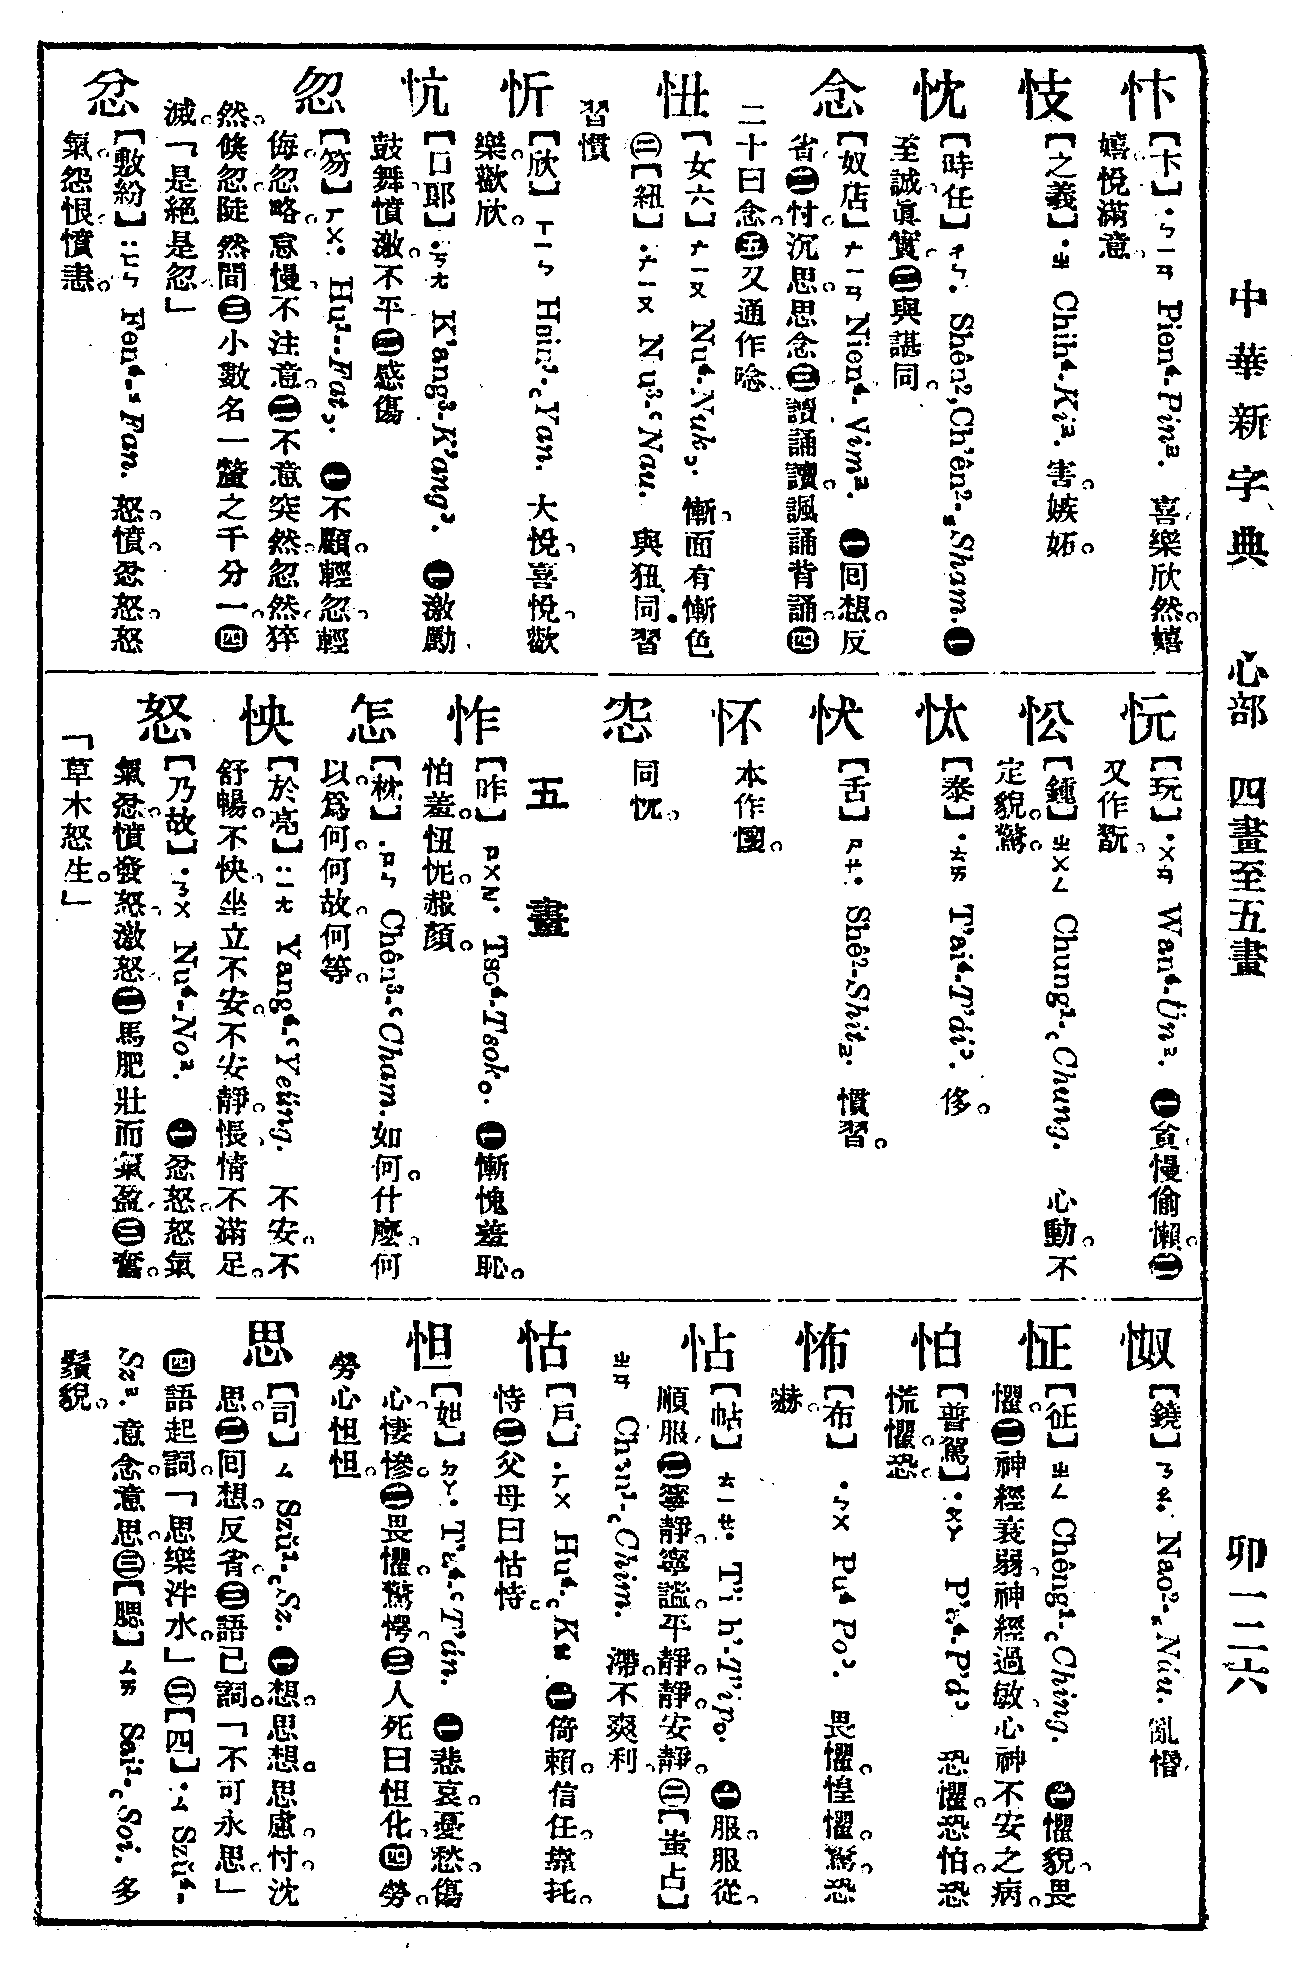 中華新字典 心部 四畫至五畫 卯一二六
忭【卞】·ㄅㄧㄢ Pien⁴-Pin². 喜樂欣然。嬉
嬉悅滿意。
忮【之義】·ㄓ Chih⁴-Ki². 害。嫉妬。
忱【時任】ㄔㄣ. Shên², Ch'ên²-Sham. ㊀
至誠眞實。㊁與諶同。
念【奴店】ㄋㄧㄢ Nien⁴-Nim². ㊀回想。反
省。㊁忖。沉思。思念㊂讀誦讀。諷誦背誦。㊃
二十曰念。㊄又通作唸
忸【女六】ㄋㄧㄡ Nu⁴-Nuk. 慚。面有慚色
㊁【紐】·ㄋㄧㄡ Nu³-Nau. 與狃同。習
習慣
忻【欣】ㄒㄧㄣ Hsin¹-Yan. 大悅。喜悅。歡
樂。歡欣。
忼【口郎】·ㄎㄤ K'ang³-K'ang². ㊀激勵
鼓舞。憤激。不平㊁感傷
忽【笏】ㄏㄨ. Hu¹-Fat. ㊀不顧。輕忽。輕
侮。忽略。怠慢。不注意。㊁不意。突然。忽然。猝
然。倏忽。陡然間㊂小數名一釐之千分一。㊃
滅。「是絕是忽」
忿【敷紛】:ㄈㄣ Fen⁴-Fan. 怒。憤。忿怒。怒
氣。怨恨。憤恚。
忨【玩】·ㄨㄢ Wan⁴-Ün². ㊀貪。慢。偷懶。㊁
又作翫。
忪【鍾】ㄓㄨㄥ Chung¹-Chung. 心動。不
定貌。驚。
忲【泰】·ㄊㄞ T'ai⁴-T'ái³. 侈。
忕【舌】ㄕㄝ. Shê²-Shit. 慣習。
怀 本作懷。
忢 同忨。
五畫
怍【昨】ㄗㄨㄛ. Tso⁴-Tsok. ㊀慚愧羞恥。
怕羞。忸怩。赧顏。
怎【枕】·ㄗㄣ Chên³-Cham. 如何。什麼。何
以。爲何。何故。何等。
怏【於亮】:ㄧㄤ Yang⁴-Yeüng. 不安。不
舒暢。不快。坐立不安。不安靜。悵。情不滿足。
怒【乃故】·ㄋㄨ Nu⁴-No². ㊀忿怒。怒氣
氣忿。憤發怒。激怒。㊁馬肥壯而氣盈。㊂奮。
「草木怒生。」
怓【鐃】ㄋㄠ. Nao²-Náu. 亂。惛。
怔【征】ㄓㄥ Chêng¹-Ching. ㊀懼貌。畏
懼。㊁神經衰弱。神經過敏。心神不安之病。
怕【普駕】·ㄆㄚ P'a⁴-P'á³ 恐懼。恐怕。恐
慌。懼。恐。
怖【布】·ㄅㄨ Pu⁴ Po³. 畏懼。惶懼。驚恐
嚇。
怗【帖】ㄊㄧㄝ. T'ieh-T'ip. ㊀服。服從。
順服㊁寧靜。寧謐。平靜。靜。安靜。㊂【蚩占】
ㄓㄢ Chan¹-Chim. 滯。不爽利。
怙【戶】·ㄏㄨ Hu⁴-K... ㊀倚賴。信任。靠托。
恃㊁父母曰怙恃。
怛【妲】ㄉㄚ. T'a⁴-T'án. ㊀悲哀。憂愁。傷
心。悽慘。㊁畏懼。驚愕。㊂人死曰怛化。㊃勞。
勞心怛怛。
思【司】ㄙ Szŭ¹-Sz. ㊀想。思想。思慮。忖。沈
思。㊁回想。反省。㊂語已詞。「不可永思」
㊃語起詞。「思樂泮水。」㊁【四】·ㄙ Szŭ⁴-
Sz². 意。念。意思。㊂【腮】ㄙㄞ Sai¹-Soi. 多
鬚貌。